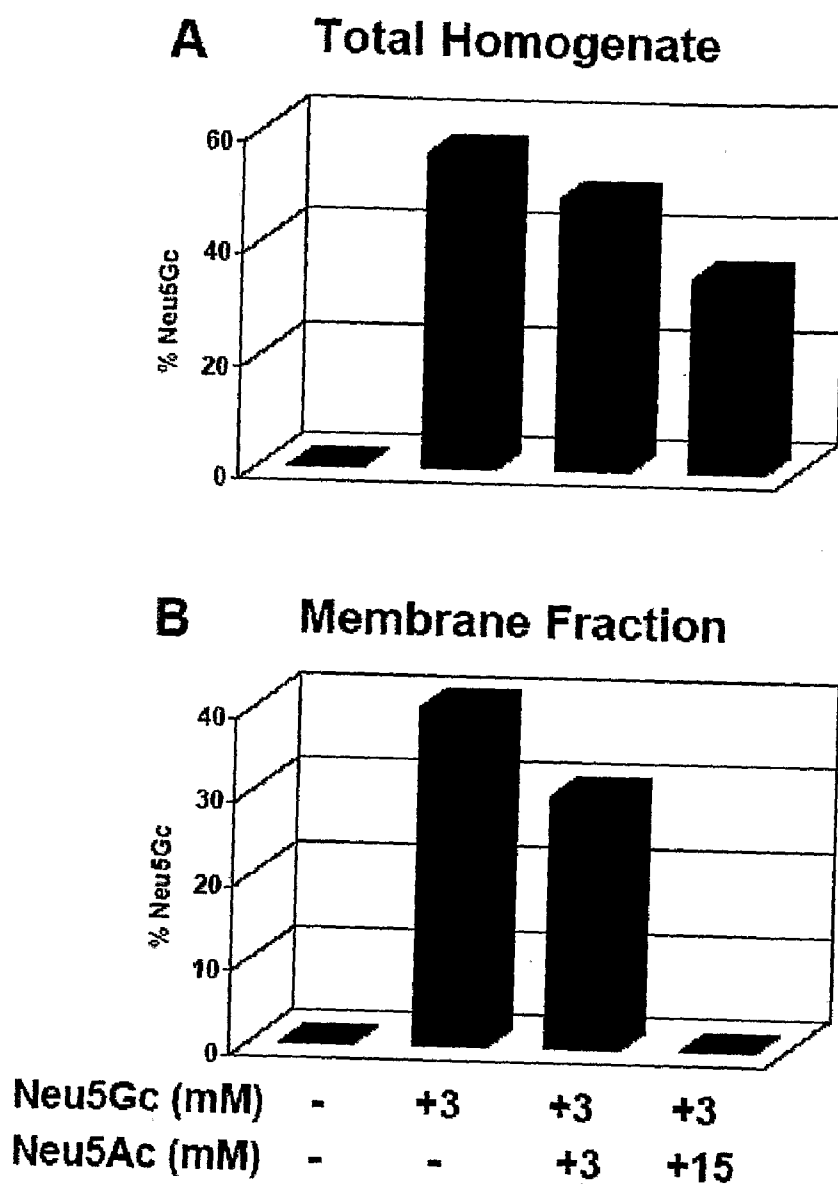 A Total Homogenate
60
40
20
0
% Neu5Gc
B Membrane Fraction
40
30
20
10
0
% Neu5Gc
Neu5Gc (mM) - +3 +3 +3
Neu5Ac (mM) - - +3 +15